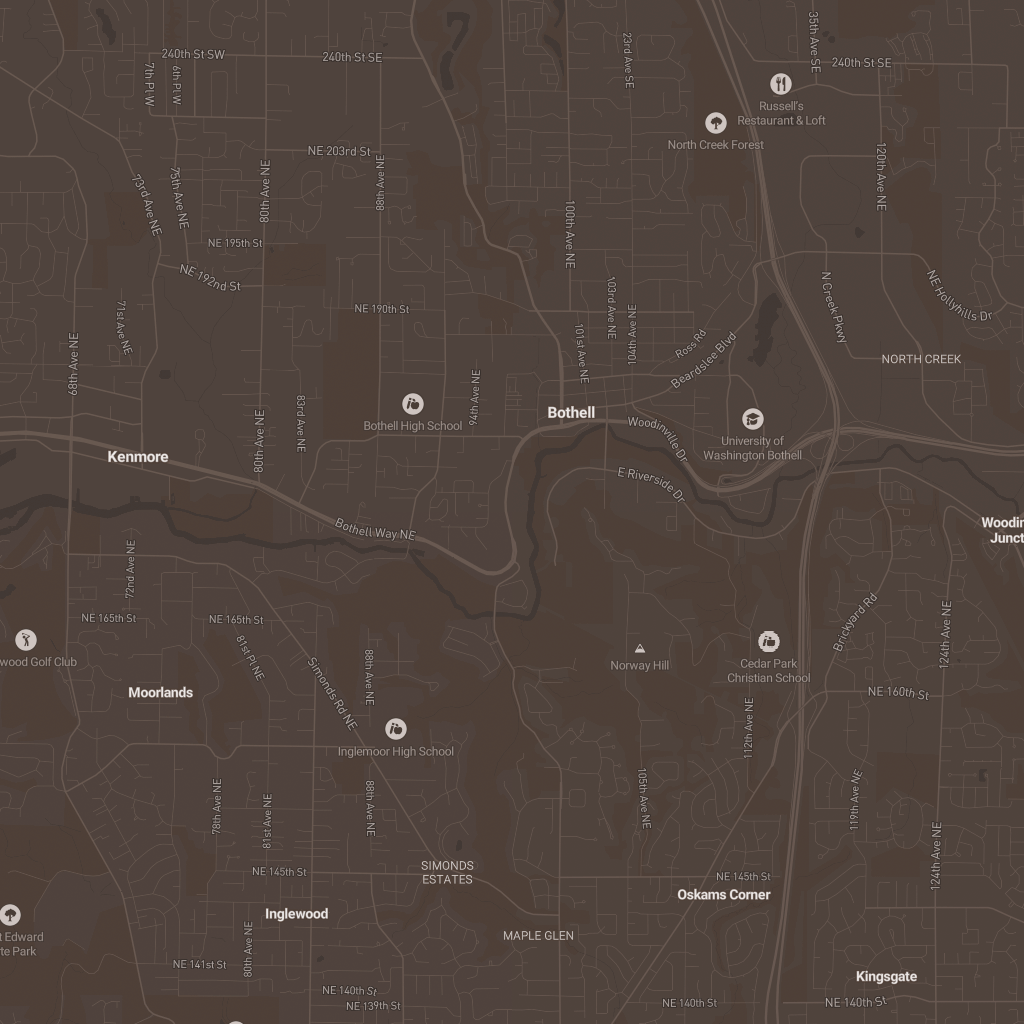 240th St SW
240th St SE
23rd Ave SE
35th Ave SE
240th St SE
7th Pl W
6th Pl W
Russell's
Restaurant & Loft
North Creek Forest
NE 203rd St
88th Ave NE
80th Ave NE
75th Ave NE
73rd Ave NE
120th Ave NE
100th Ave NE
NE 195th St
NE 192nd St
NE 190th St
71st Ave NE
68th Ave NE
103rd Ave NE
104th Ave NE
101st Ave NE
Ross Rd
Beardslee Blvd
N Creek Pkwy
NE Hollyhills Dr
NORTH CREEK
94th Ave NE
83rd Ave NE
80th Ave NE
Bothell High School
Bothell
Woodinville Dr
University of
Washington Bothell
Kenmore
E Riverside Dr
Bothell Way NE
Woodin
Junct
72nd Ave NE
NE 165th St
NE 165th St
81st Pl NE
88th Ave NE
Simonds Rd NE
wood Golf Club
Moorlands
Norway Hill
Cedar Park
Christian School
Brickyard Rd
124th Ave NE
NE 160th St
112th Ave NE
Inglemoor High School
78th Ave NE
81st Ave NE
88th Ave NE
105th Ave NE
119th Ave NE
124th Ave NE
SIMONDS
ESTATES
NE 145th St
NE 145th St
Oskams Corner
Inglewood
MAPLE GLEN
t Edward
te Park
80th Ave NE
NE 141st St
NE 140th St
NE 139th St
NE 140th St
Kingsgate
NE 140th St